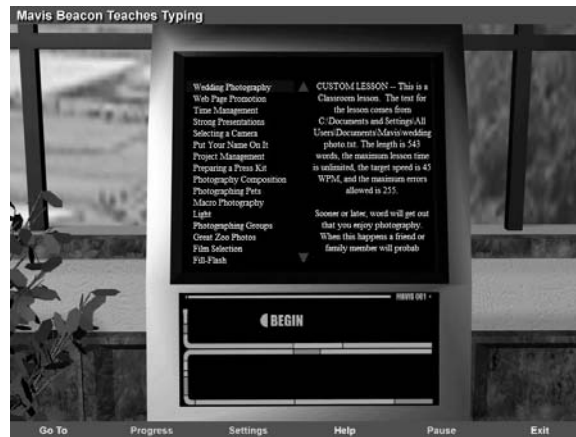 Mavis Beacon Teaches Typing
Wedding Photography
Web Page Promotion
Time Management
Strong Presentations
Selecting a Camera
Put Your Name On It
Project Management
Preparing a Press Kit
Photography Composition
Photographing Pets
Macro Photography
Light
Photographing Groups
Great Zoo Photos
Film Selection
Fill-Flash
CUSTOM LESSON -- This is a
Classroom lesson. The text for
the lesson comes from
C:\Documents and Settings\All
Users\Documents\Mavis\wedding
photo.txt. The length is 543
words, the maximum lesson time
is unlimited, the target speed is 45
WPM, and the maximum errors
allowed is 255.
Sooner or later, word will get out
that you enjoy photography.
When this happens a friend or
family member will probab
MAVIS 001
BEGIN
Go To Progress Settings Help Pause Exit